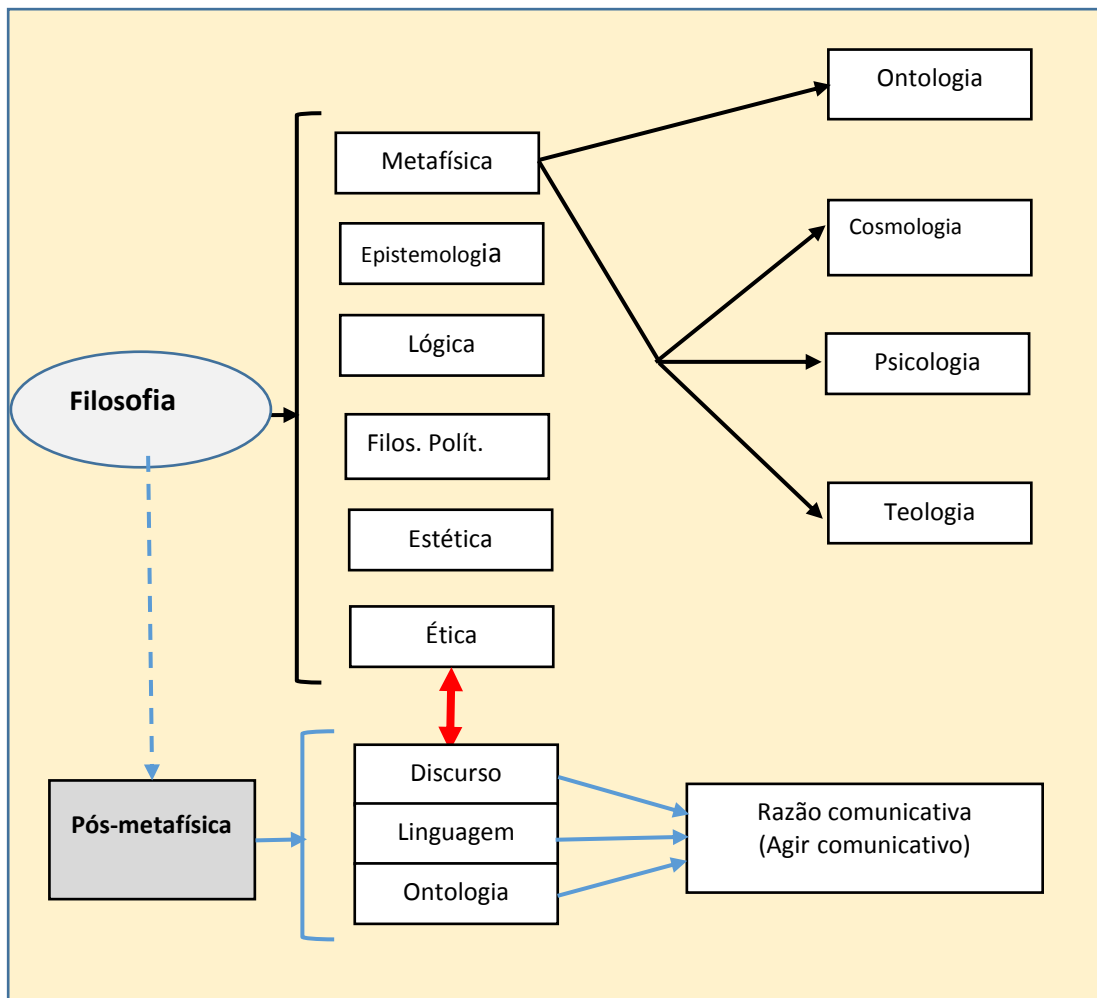 Ontologia
Metafísica
Cosmologia
Epistemologia
Lógica
Psicologia
Filosofia
Filos. Polít.
Teologia
Estética
Ética
Discurso
Pós-metafísica
Linguagem
Ontologia
Razão comunicativa
(Agir comunicativo)